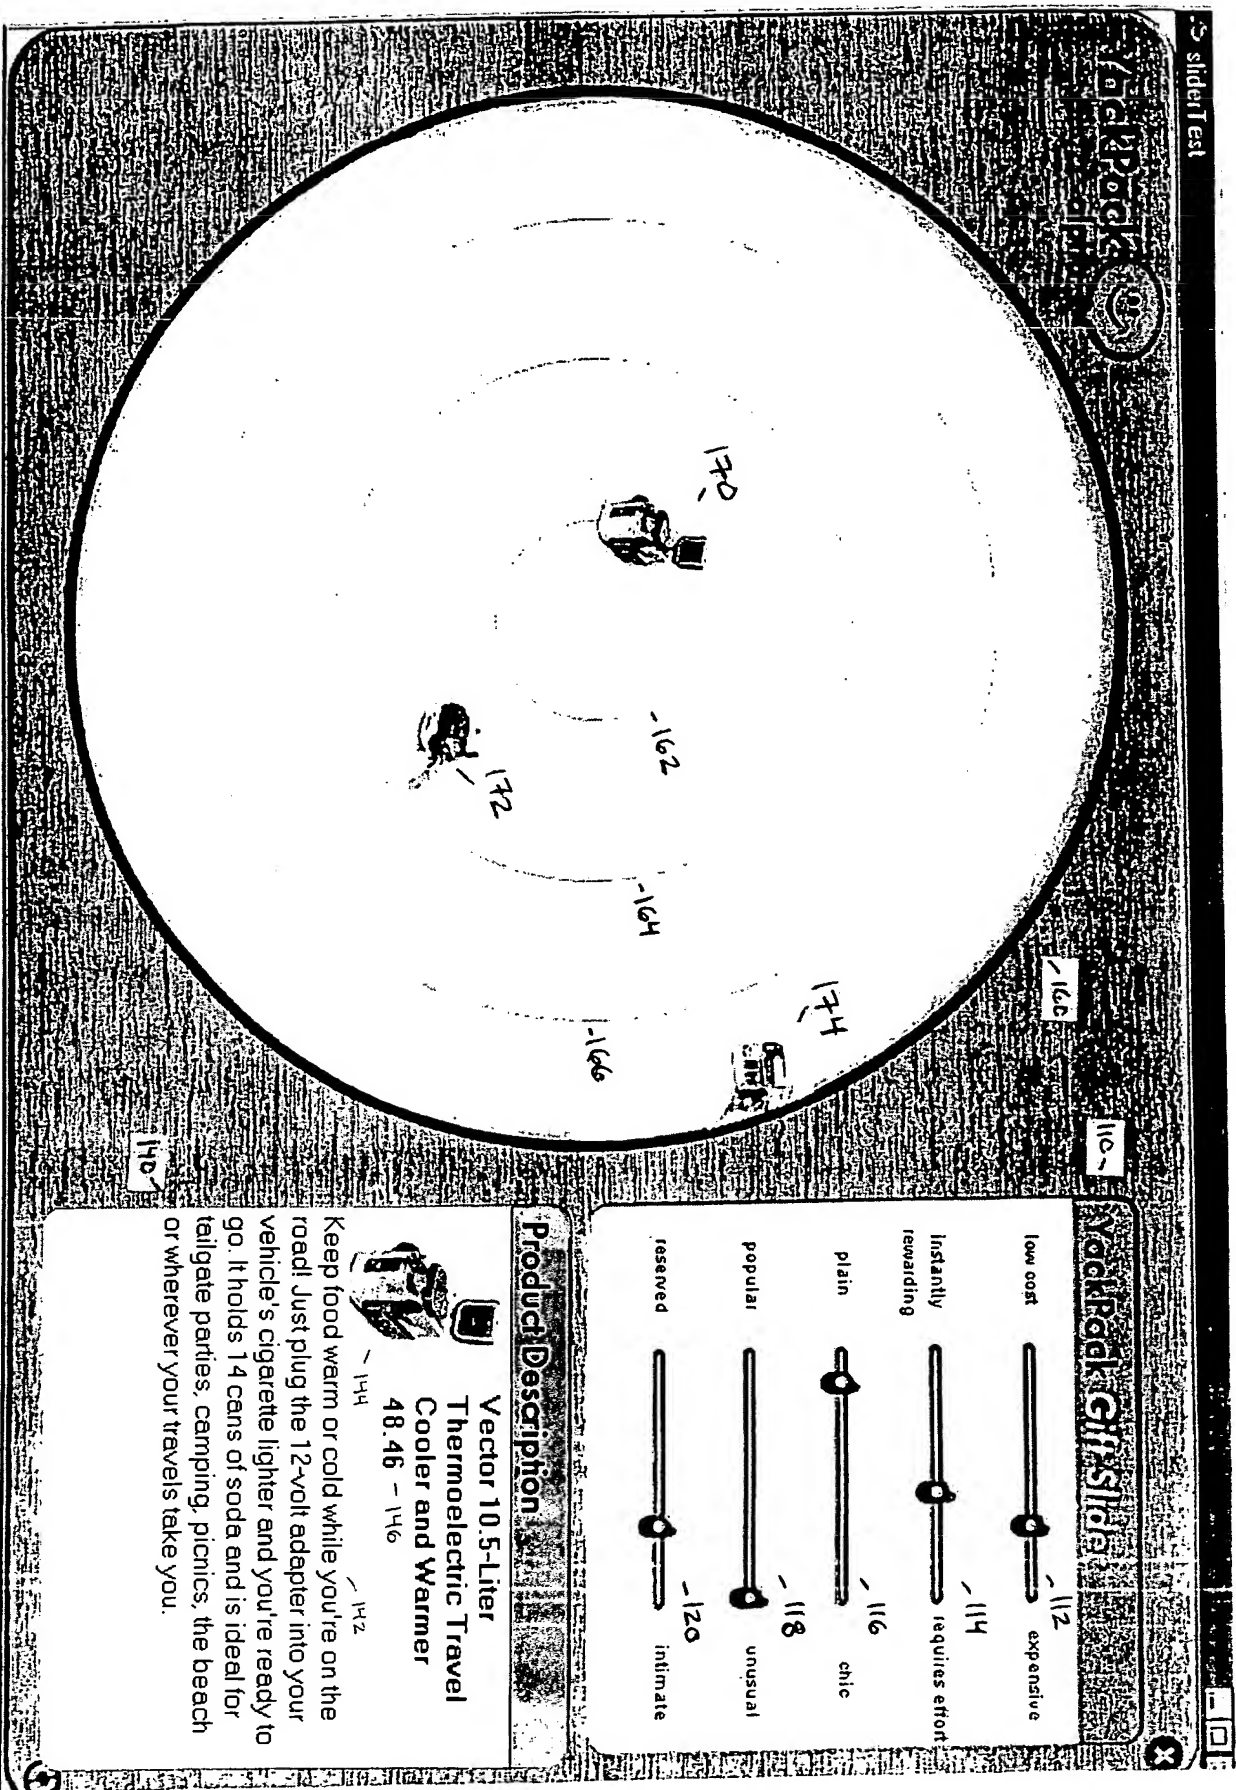 sliderTest
YackPack
160
110
170
162
172
164
174
166
140
YackPack Gift Slider
low cost
expensive
112
instantly
rewarding
requires effort
114
plain
chic
116
popular
unusual
118
reserved
intimate
120
Product Description
Vector 10.5-Liter
Thermoelectric Travel
Cooler and Warmer
48.46 - 146
144
142
Keep food warm or cold while you're on the
road! Just plug the 12-volt adapter into your
vehicle's cigarette lighter and you're ready to
go. It holds 14 cans of soda and is ideal for
tailgate parties, camping, picnics, the beach
or wherever your travels take you.